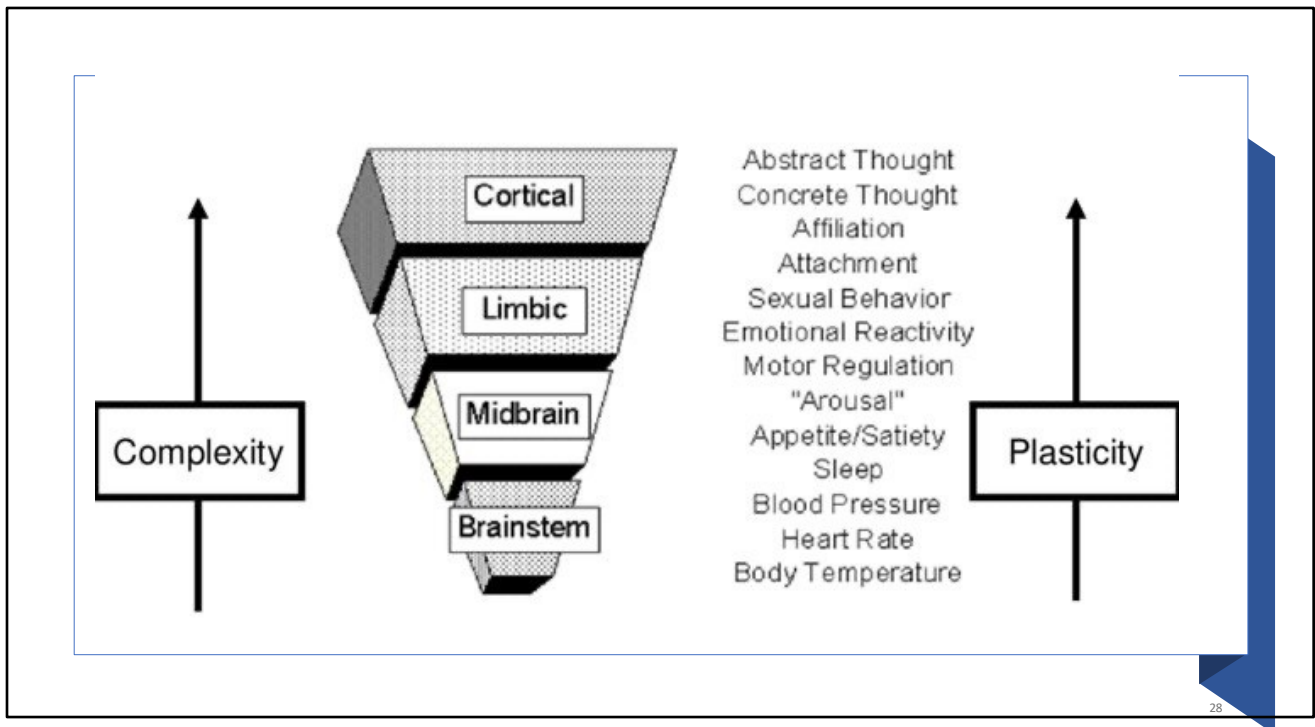 Complexity
Cortical
Limbic
Midbrain
Brainstem
Abstract Thought
Concrete Thought
Affiliation
Attachment
Sexual Behavior
Emotional Reactivity
Motor Regulation
"Arousal"
Appetite/Satiety
Sleep
Blood Pressure
Heart Rate
Body Temperature
Plasticity
28